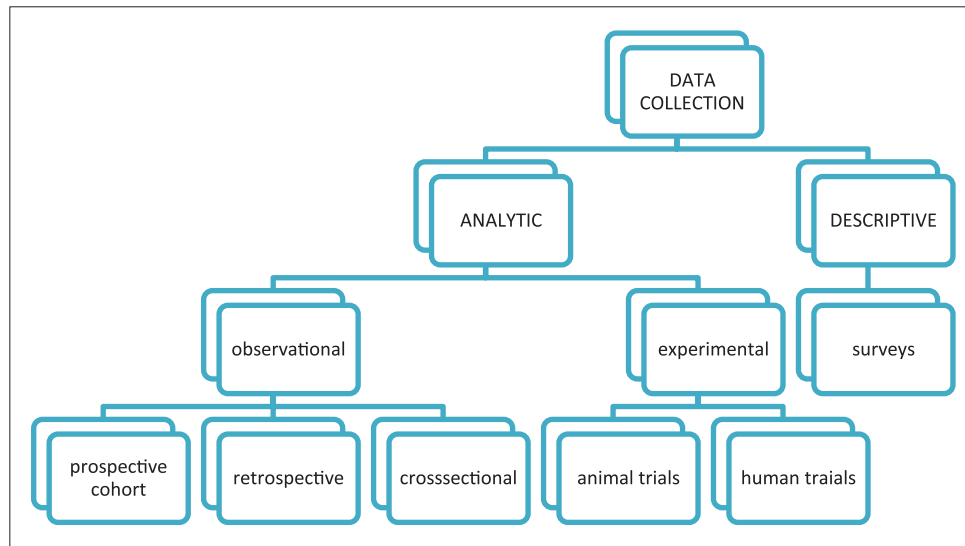 DATA
COLLECTION
ANALYTIC
DESCRIPTIVE
observational
experimental
surveys
prospective
cohort
retrospective
crosssectional
animal trials
human traials